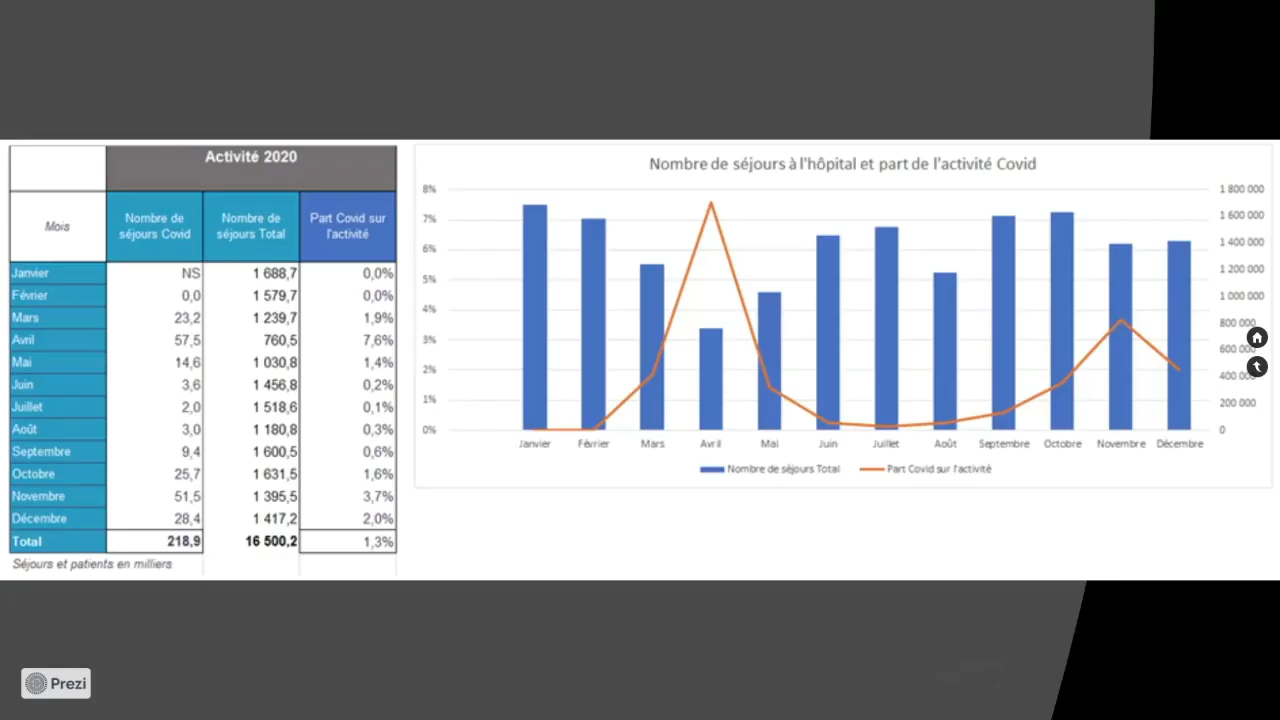 Activité 2020
Mois
Nombre de séjours Covid
Nombre de séjours Total
Part Covid sur l'activité
Janvier NS 1 688,7 0,0%
Février 0,0 1 579,7 0,0%
Mars 23,2 1 239,7 1,9%
Avril 57,5 760,5 7,6%
Mai 14,6 1 030,8 1,4%
Juin 3,6 1 456,8 0,2%
Juillet 2,0 1 518,6 0,1%
Août 3,0 1 180,8 0,3%
Septembre 9,4 1 600,5 0,6%
Octobre 25,7 1 631,5 1,6%
Novembre 51,5 1 395,5 3,7%
Décembre 28,4 1 417,2 2,0%
Total 218,9 16 500,2 1,3%
Séjours et patients en milliers
Nombre de séjours à l'hôpital et part de l'activité Covid
8% 1 800 000
7% 1 600 000
6% 1 400 000
5% 1 200 000
4% 1 000 000
3% 800 000
2% 600 000
1% 400 000
0% 200 000
0
Janvier Février Mars Avril Mai Juin Juillet Août Septembre Octobre Novembre Décembre
Nombre de séjours Total Part Covid sur l'activité
Prezi